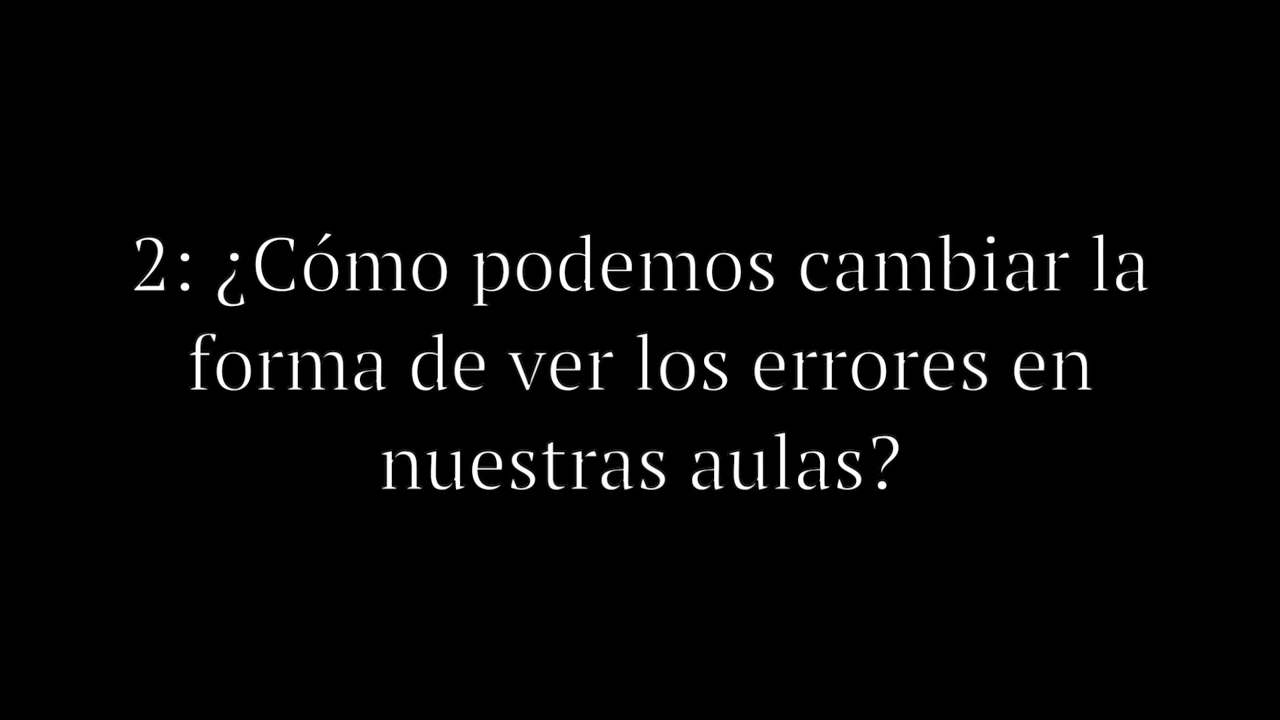 2: ¿Cómo podemos cambiar la
forma de ver los errores en
nuestras aulas?